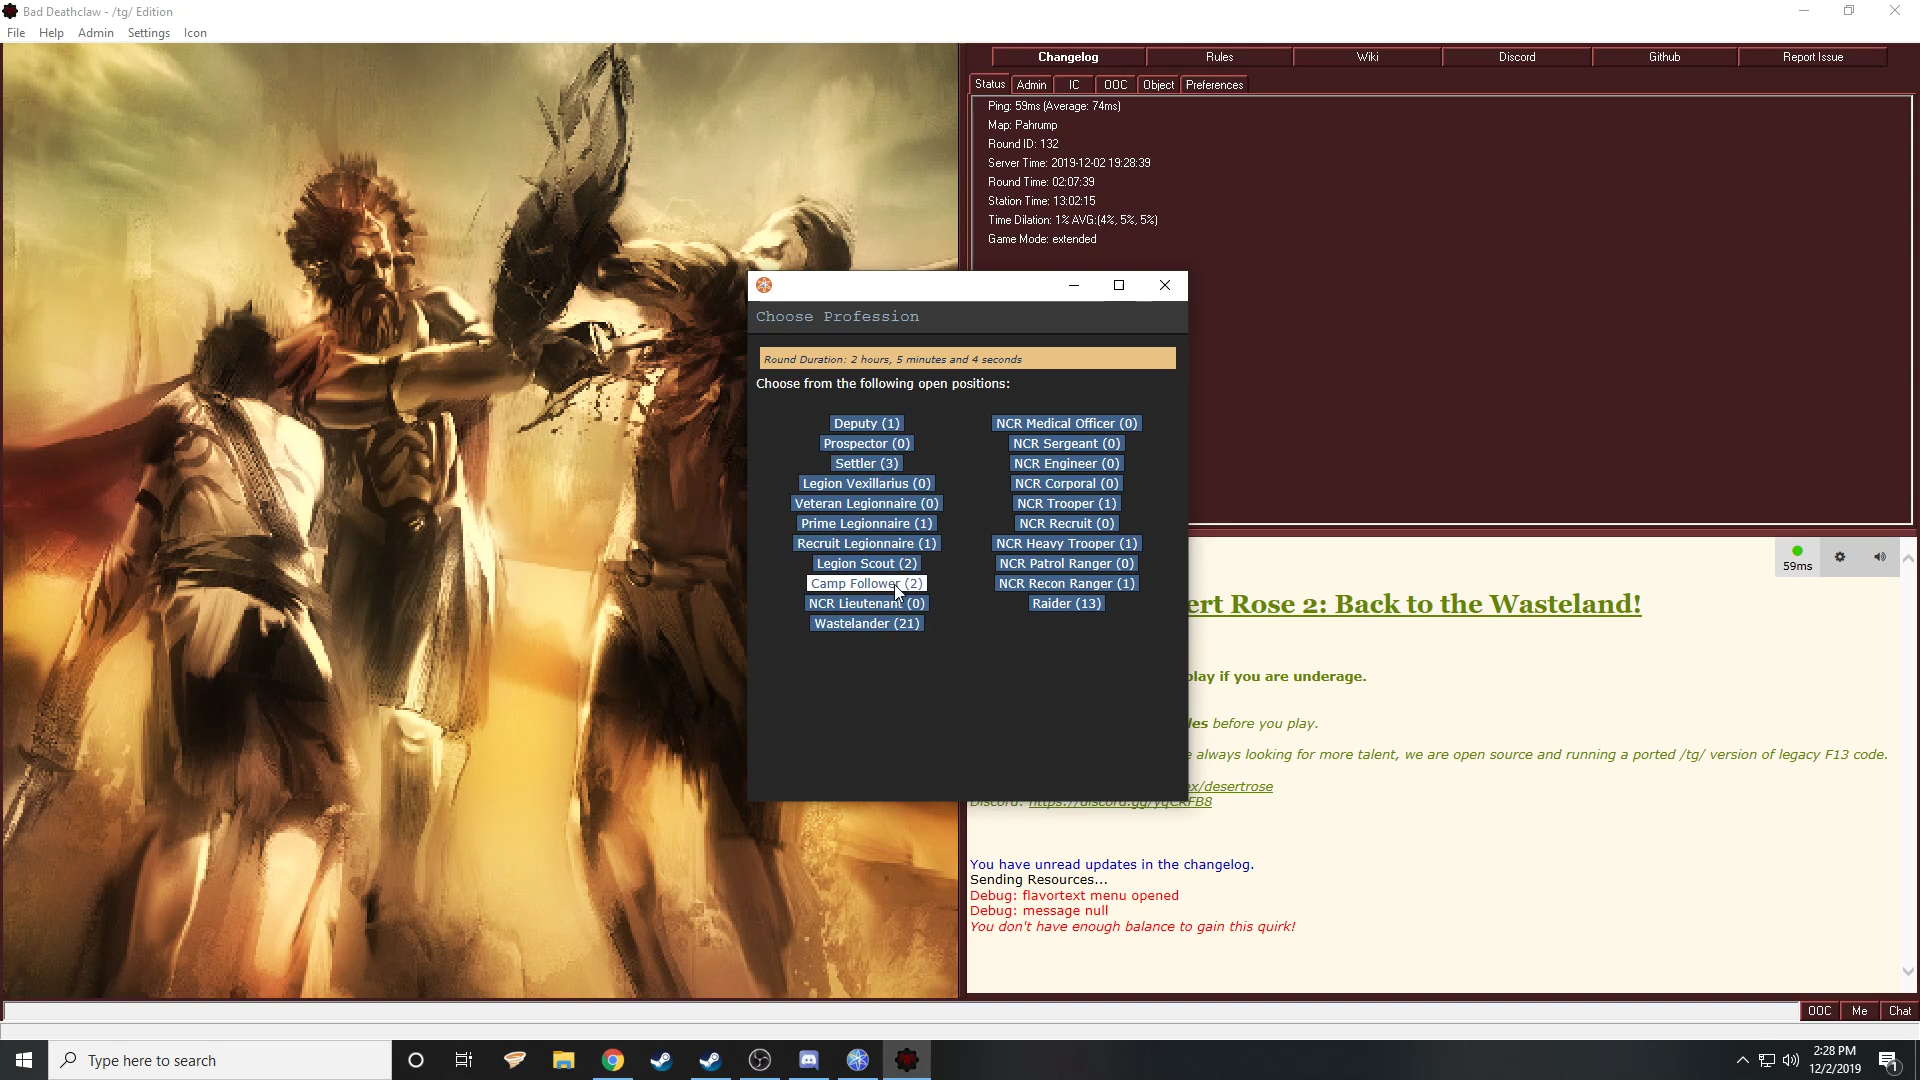 Bad Deathclaw - /tg/ Edition
File Help Admin Settings Icon
Changelog Rules Wiki Discord Github Report Issue
Status Admin IC OOC Object Preferences
Ping: 59ms (Average: 74ms)
Map: Pahrump
Round ID: 132
Server Time: 2019-12-02 19:28:39
Round Time: 02:07:39
Station Time: 13:02:15
Time Dilation: 1% AVG:(4%, 5%, 5%)
Game Mode: extended
Choose Profession
Round Duration: 2 hours, 5 minutes and 4 seconds
Choose from the following open positions:
Deputy (1)
Prospector (0)
Settler (3)
Legion Vexillarius (0)
Veteran Legionnaire (0)
Prime Legionnaire (1)
Recruit Legionnaire (1)
Legion Scout (2)
Camp Follower (2)
NCR Lieutenant (0)
Wastelander (21)
NCR Medical Officer (0)
NCR Sergeant (0)
NCR Engineer (0)
NCR Corporal (0)
NCR Trooper (1)
NCR Recruit (0)
NCR Heavy Trooper (1)
NCR Patrol Ranger (0)
NCR Recon Ranger (1)
Raider (13)
59ms
ert Rose 2: Back to the Wasteland!
play if you are underage.
les before you play.
e always looking for more talent, we are open source and running a ported /tg/ version of legacy F13 code.
ex/desertrose
Discord: https://discord.gg/yqCRFB8
You have unread updates in the changelog.
Sending Resources...
Debug: flavortext menu opened
Debug: message null
You don't have enough balance to gain this quirk!
OOC Me Chat
Type here to search
2:28 PM
12/2/2019
1